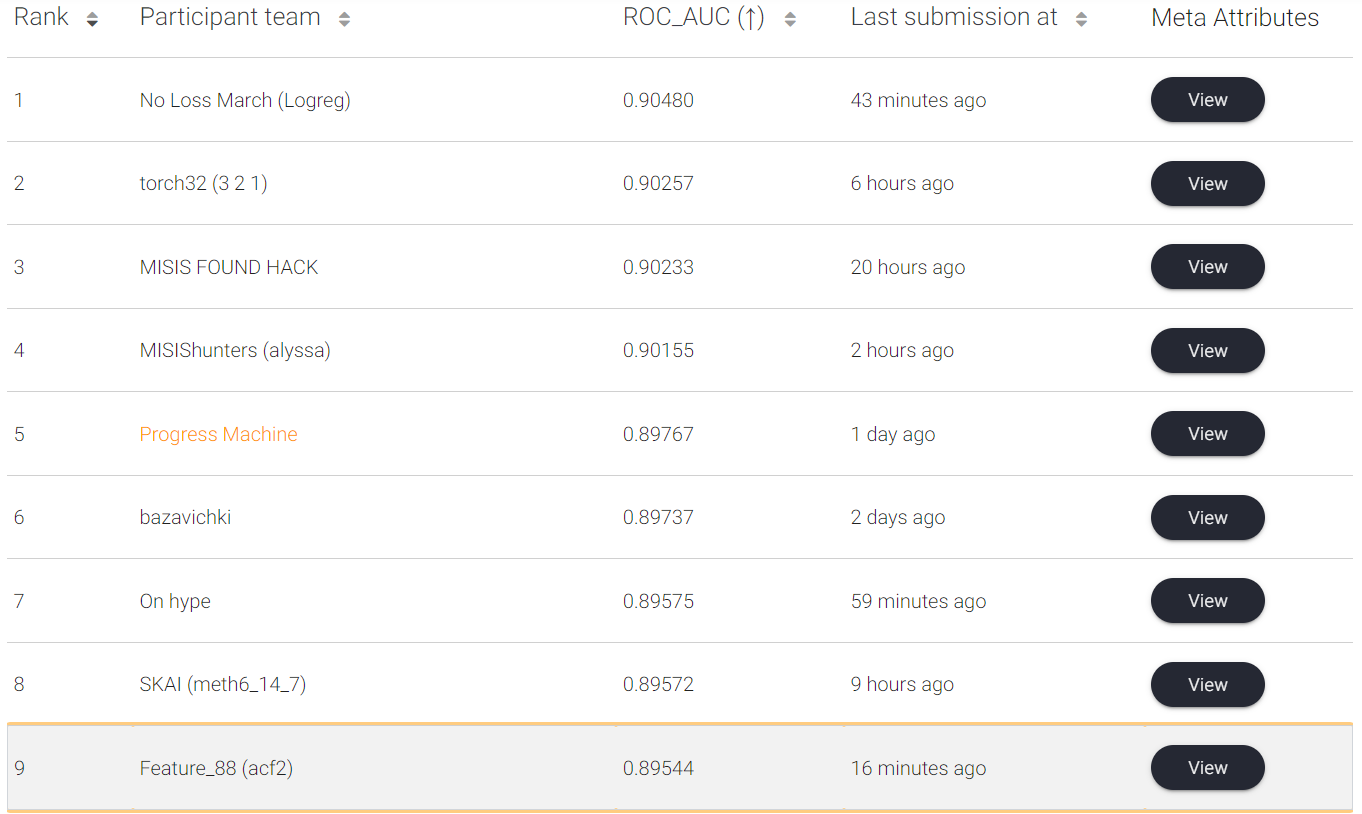 Rank Participant team ROC_AUC (↑) Last submission at Meta Attributes
1 No Loss March (Logreg) 0.90480 43 minutes ago View
2 torch32 (3 2 1) 0.90257 6 hours ago View
3 MISIS FOUND HACK 0.90233 20 hours ago View
4 MISIShunters (alyssa) 0.90155 2 hours ago View
5 Progress Machine 0.89767 1 day ago View
6 bazavichki 0.89737 2 days ago View
7 On hype 0.89575 59 minutes ago View
8 SKAI (meth6_14_7) 0.89572 9 hours ago View
9 Feature_88 (acf2) 0.89544 16 minutes ago View